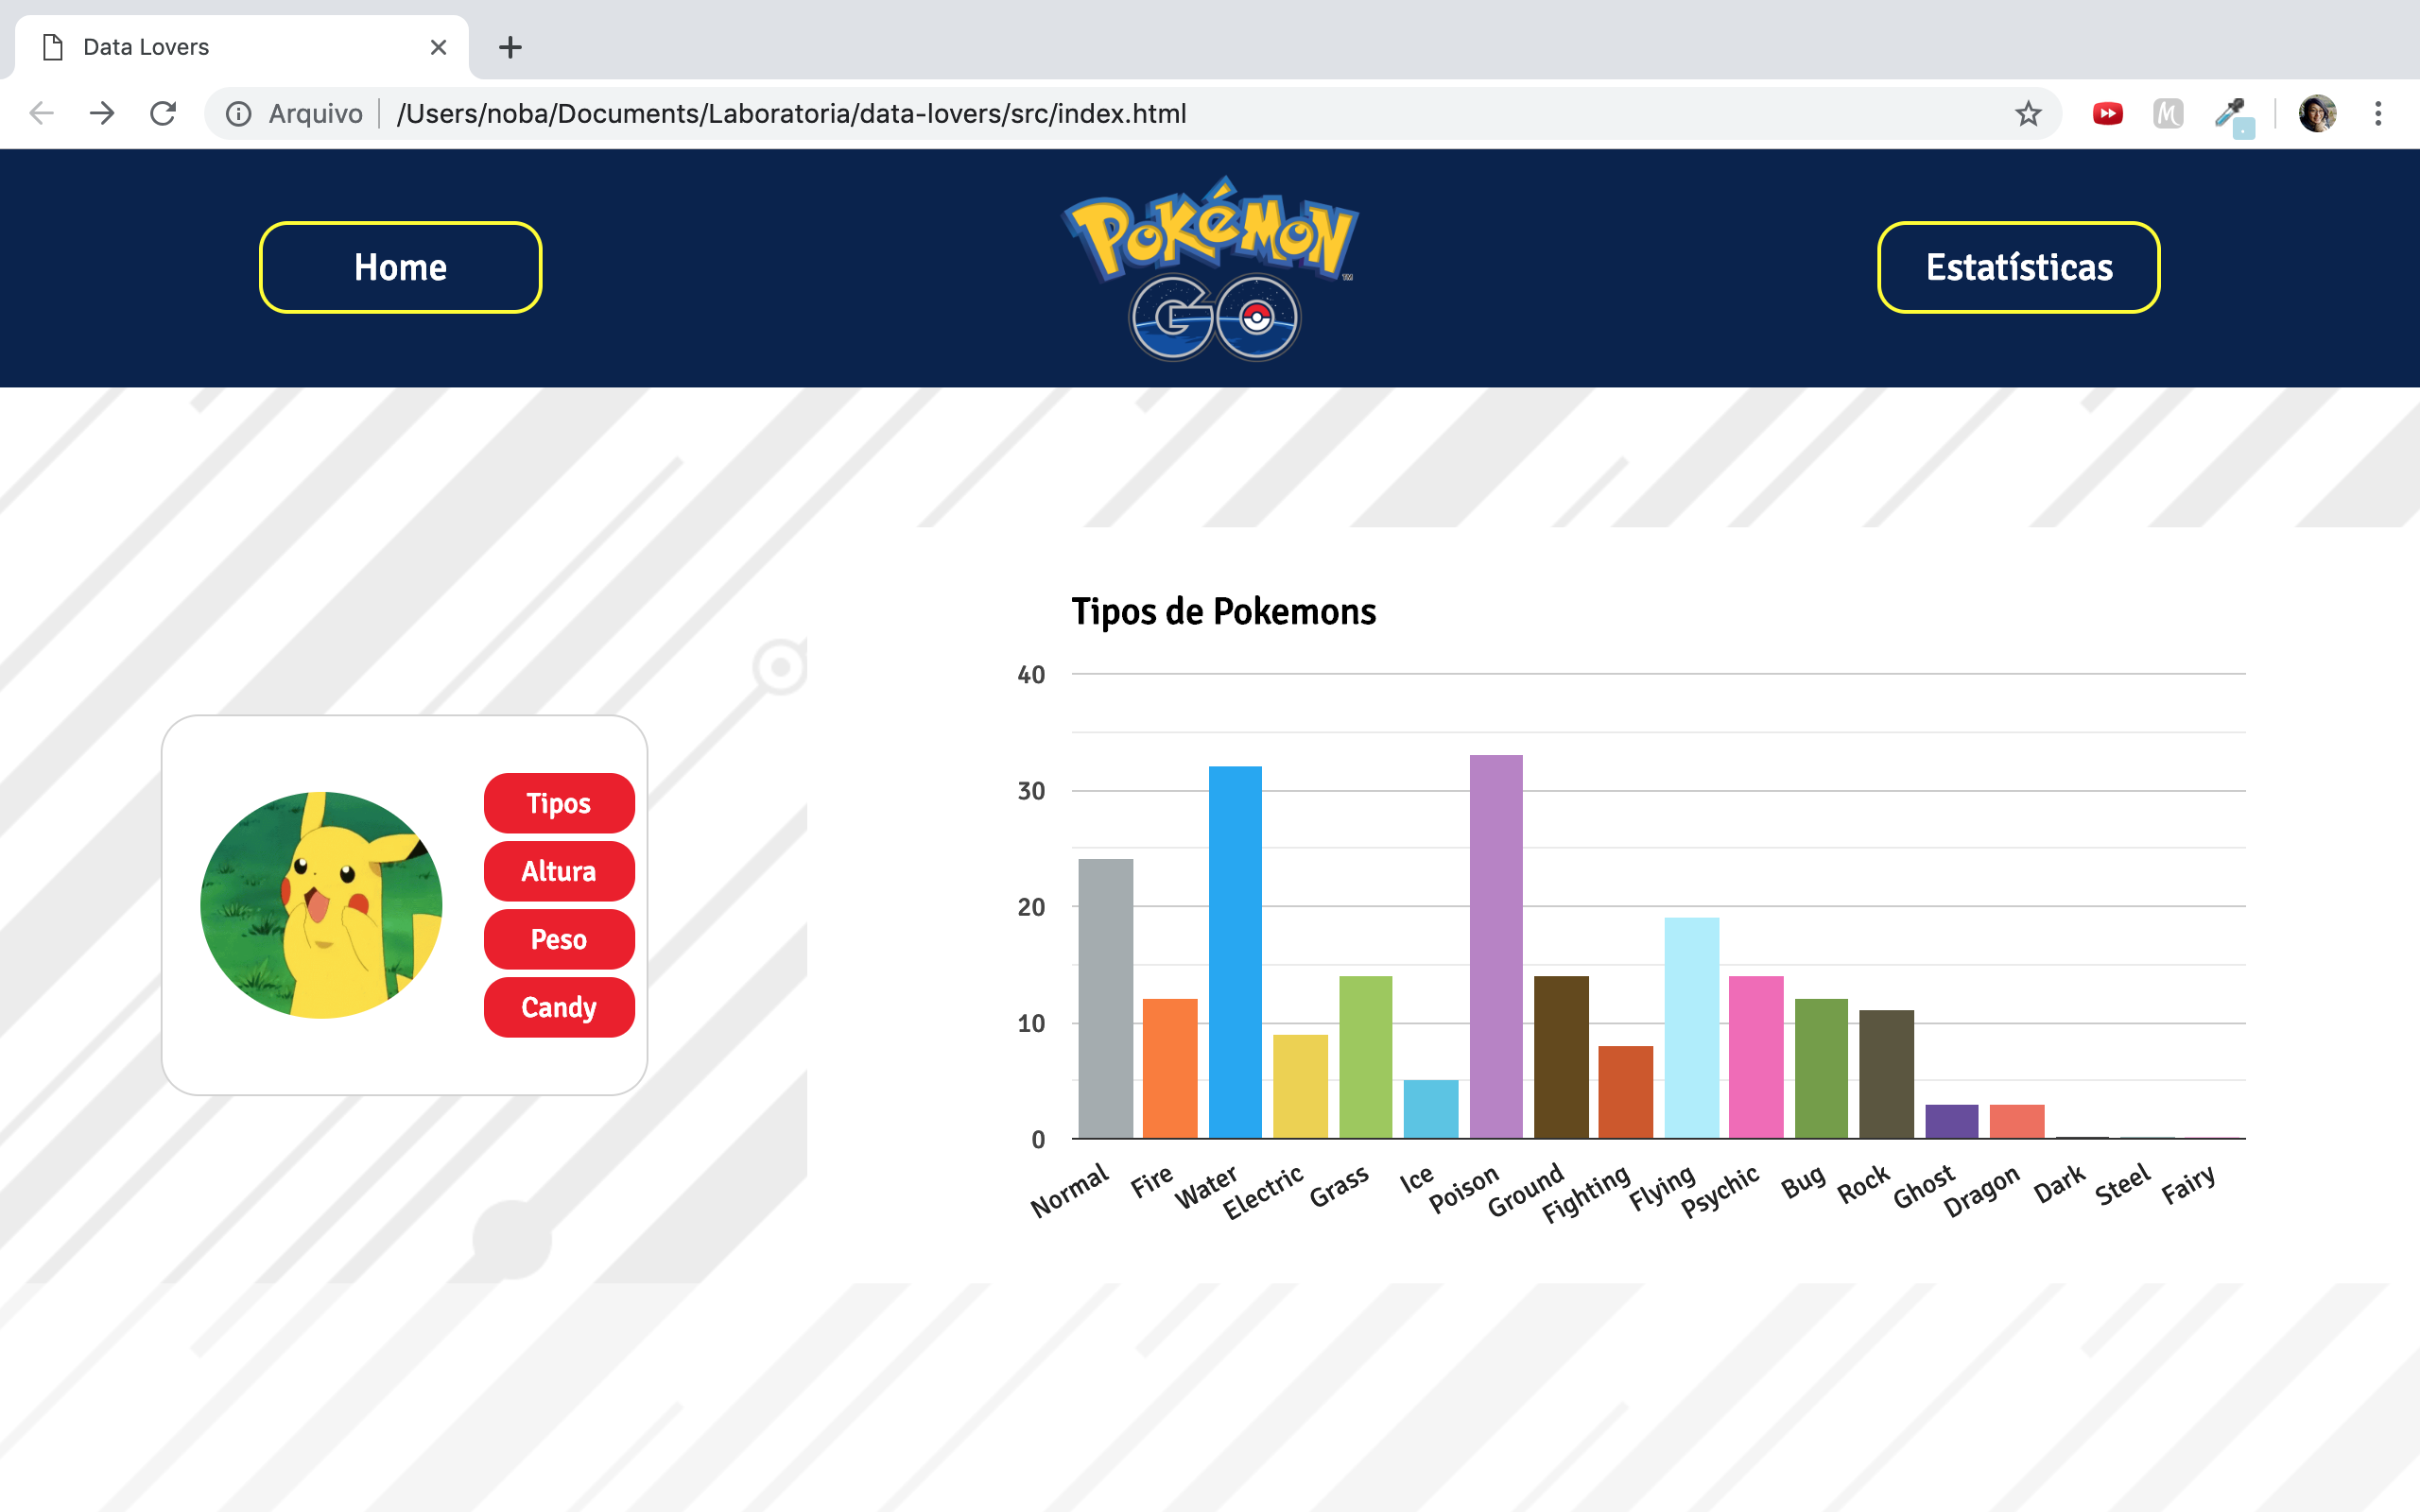 Data Lovers
Arquivo
/Users/noba/Documents/Laboratoria/data-lovers/src/index.html
Home
POKÉMON
TM
GO
Estatísticas
Tipos
Altura
Peso
Candy
Tipos de Pokemons
40
30
20
10
0
Normal
Fire
Water
Electric
Grass
Ice
Poison
Ground
Fighting
Flying
Psychic
Bug
Rock
Ghost
Dragon
Dark
Steel
Fairy